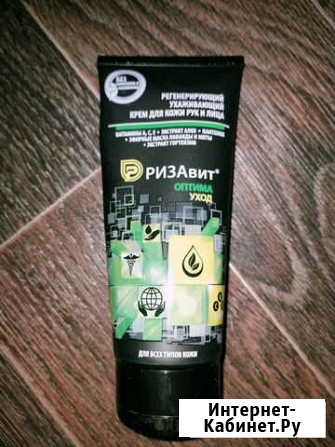 БЕЗ
РЕГЕНЕРИРУЮЩИЙ
УХАЖИВАЮЩИЙ
КРЕМ ДЛЯ КОЖИ РУК И ЛИЦА
ВИТАМИНЫ А, С, Е • ЭКСТРАКТ АЛОЭ • ПАНТЕНОЛ
• ЭФИРНЫЕ МАСЛА ЛАВАНДЫ И МЯТЫ
• ЭКСТРАКТ ГОРТЕНЗИИ
РИЗАвит®
ОПТИМА
УХОД
ДЛЯ ВСЕХ ТИПОВ КОЖИ
Интернет-
Кабинет.Ру